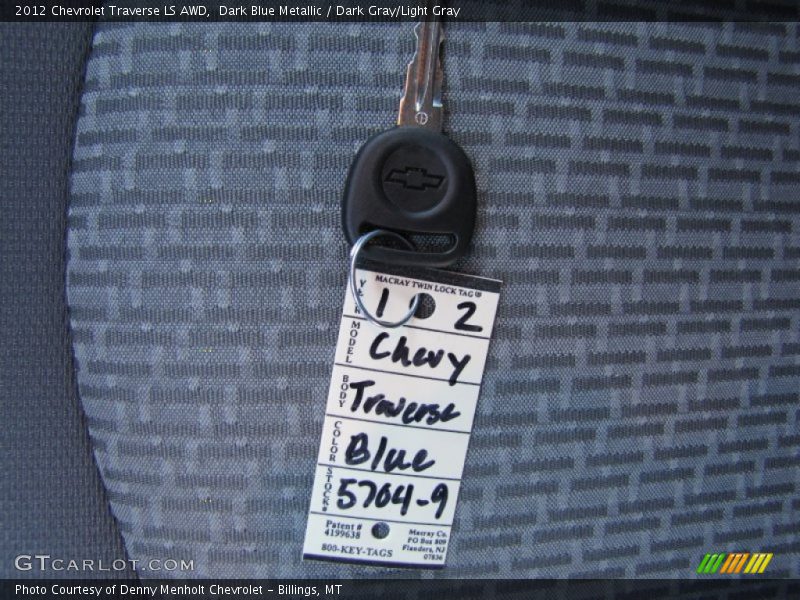 2012 Chevrolet Traverse LS AWD,  Dark Blue Metallic / Dark Gray/Light Gray
MACRAY TWIN LOCK TAG®
1 2
MODEL Chevy
BODY Traverse
COLOR Blue
STOCK# 5704-9
Patent #
4199638
800-KEY-TAGS
Macray Co.
PO Box 809
Flanders, NJ
07836
GTCARLOT.COM
Photo Courtesy of Denny Menholt Chevrolet – Billings, MT